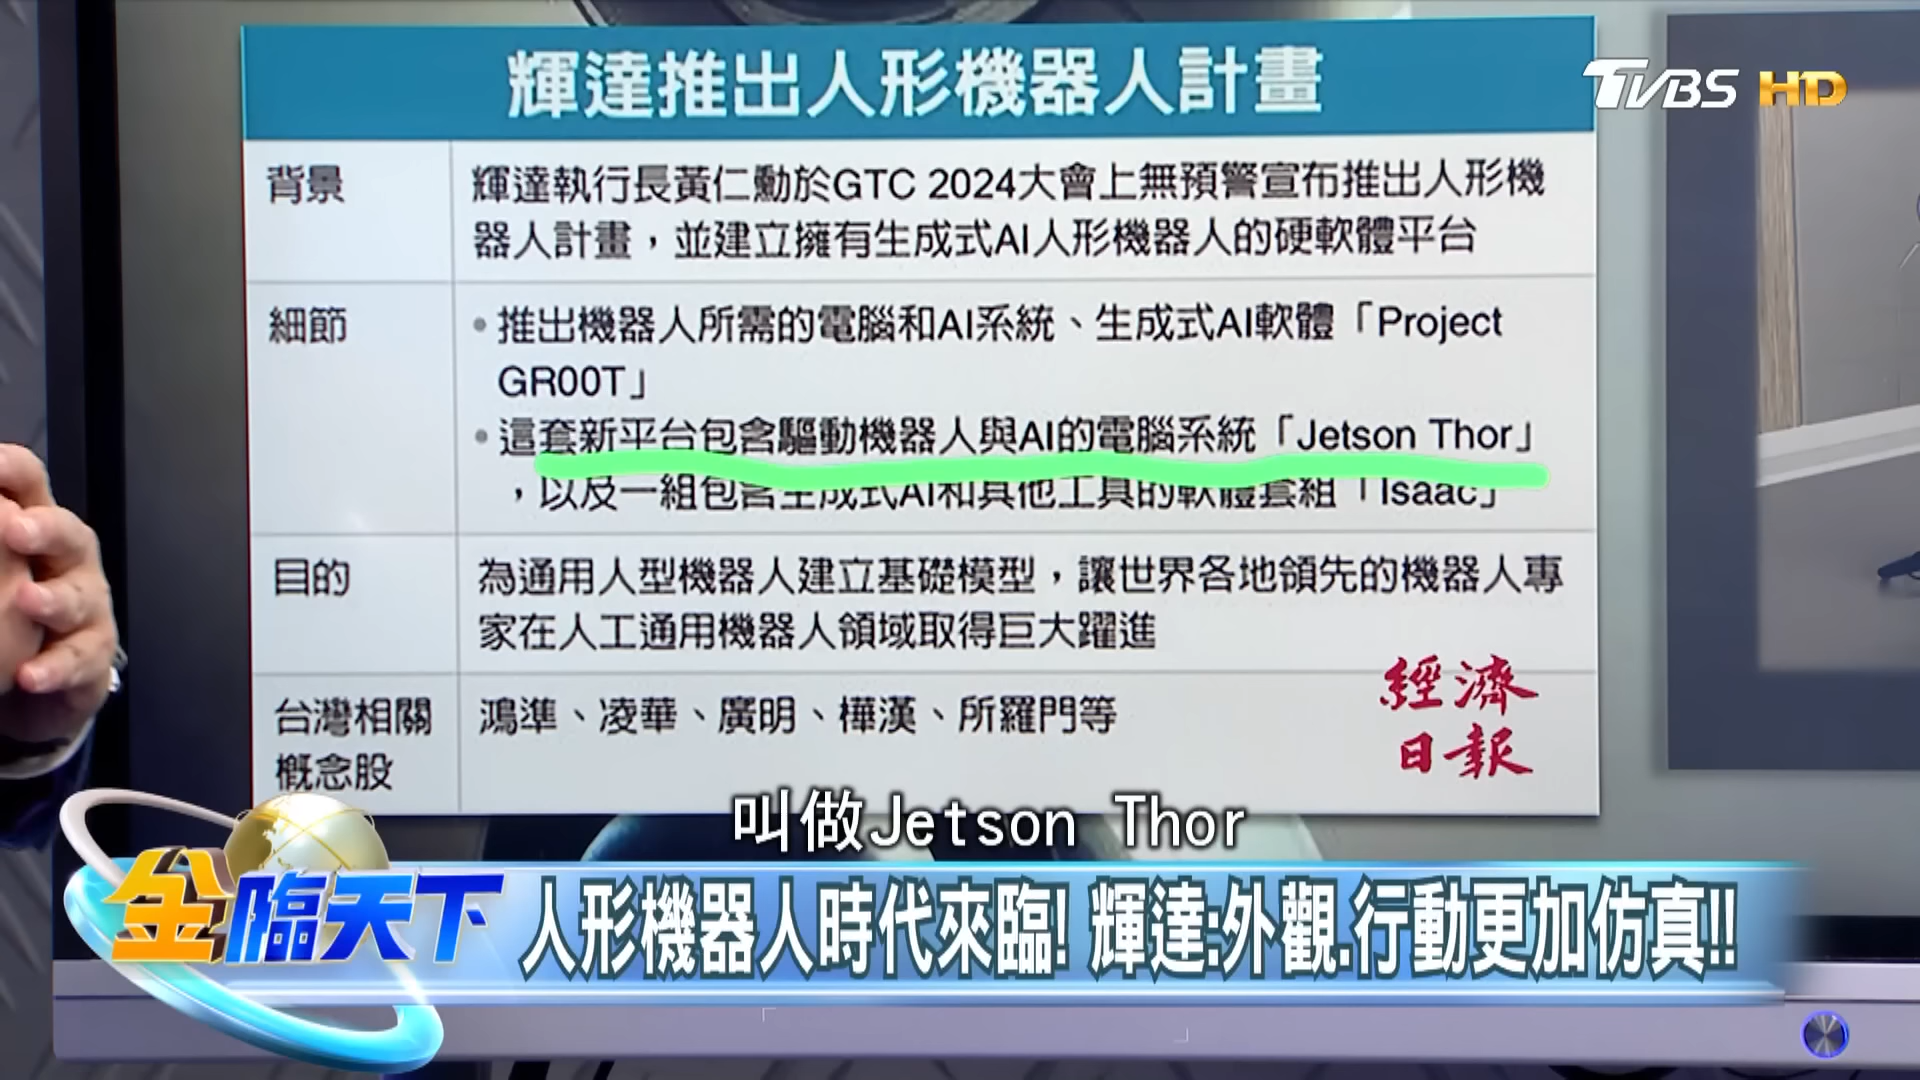 輝達推出人形機器人計畫
TVBS HD
背景
輝達執行長黃仁勳於GTC 2024大會上無預警宣布推出人形機
器人計畫，並建立擁有生成式AI人形機器人的硬軟體平台
細節
•推出機器人所需的電腦和AI系統、生成式AI軟體「Project
GR00T」
•這套新平台包含驅動機器人與AI的電腦系統「Jetson Thor」
，以及一組包含生成式AI和其他工具的軟體套組「Isaac」
目的
為通用人型機器人建立基礎模型，讓世界各地領先的機器人專
家在人工通用機器人領域取得巨大躍進
台灣相關
概念股
鴻準、凌華、廣明、樺漢、所羅門等
經濟
日報
叫做Jetson Thor
金臨天下
人形機器人時代來臨! 輝達:外觀.行動更加仿真!!